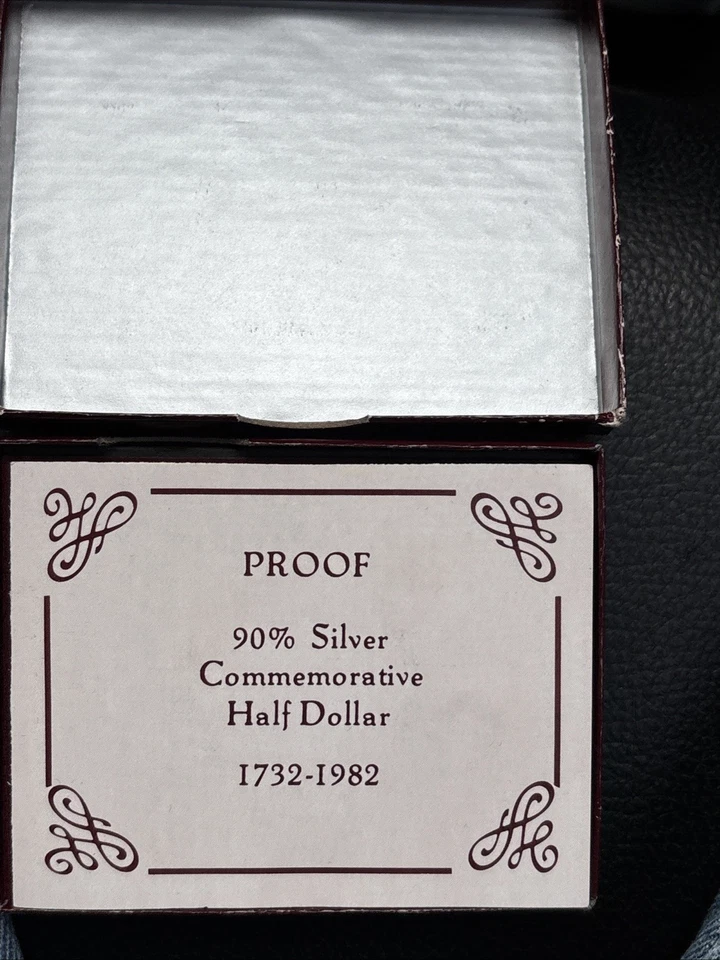 PROOF
90% Silver
Commemorative
Half Dollar
1732-1982